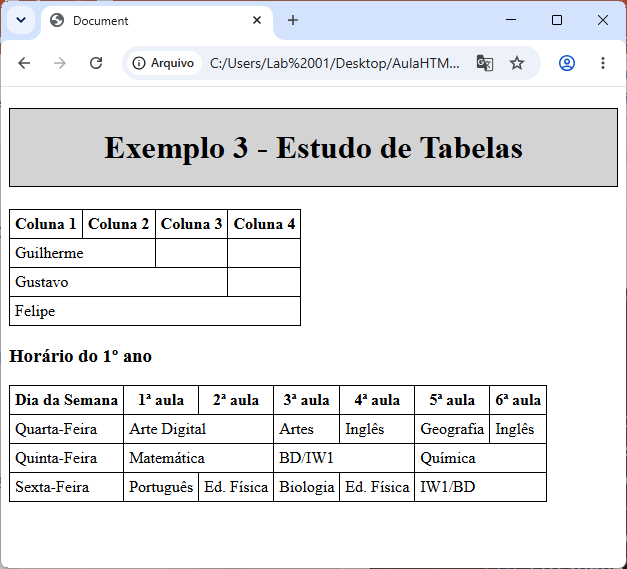 Document
Arquivo C:/Users/Lab%2001/Desktop/AulaHTM...
Exemplo 3 - Estudo de Tabelas
Coluna 1 Coluna 2 Coluna 3 Coluna 4
Guilherme
Gustavo
Felipe
Horário do 1º ano
Dia da Semana 1ª aula 2ª aula 3ª aula 4ª aula 5ª aula 6ª aula
Quarta-Feira Arte Digital Artes Inglês Geografia Inglês
Quinta-Feira Matemática BD/IW1 Química
Sexta-Feira Português Ed. Física Biologia Ed. Física IW1/BD